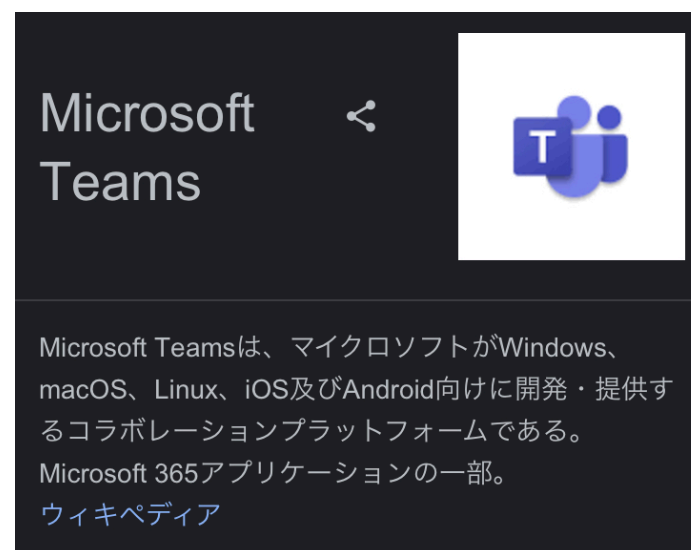 Microsoft
Teams
T
Microsoft Teamsは、マイクロソフトがWindows、
macOS、Linux、iOS及びAndroid向けに開発・提供す
るコラボレーションプラットフォームである。
Microsoft 365アプリケーションの一部。
ウィキペディア